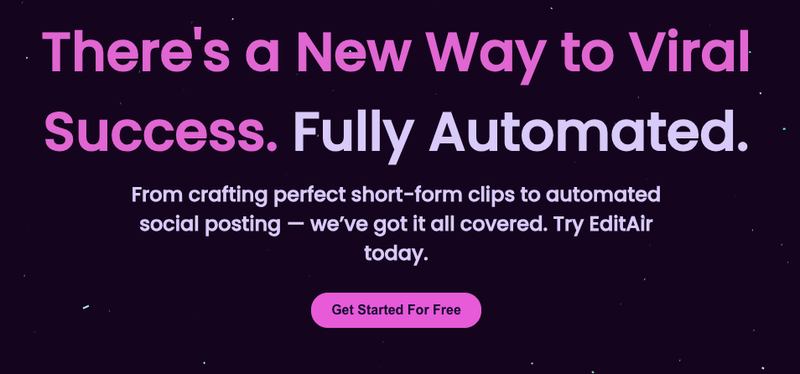 There's a New Way to Viral
Success. Fully Automated.
From crafting perfect short-form clips to automated
social posting — we’ve got it all covered. Try EditAir
today.
Get Started For Free